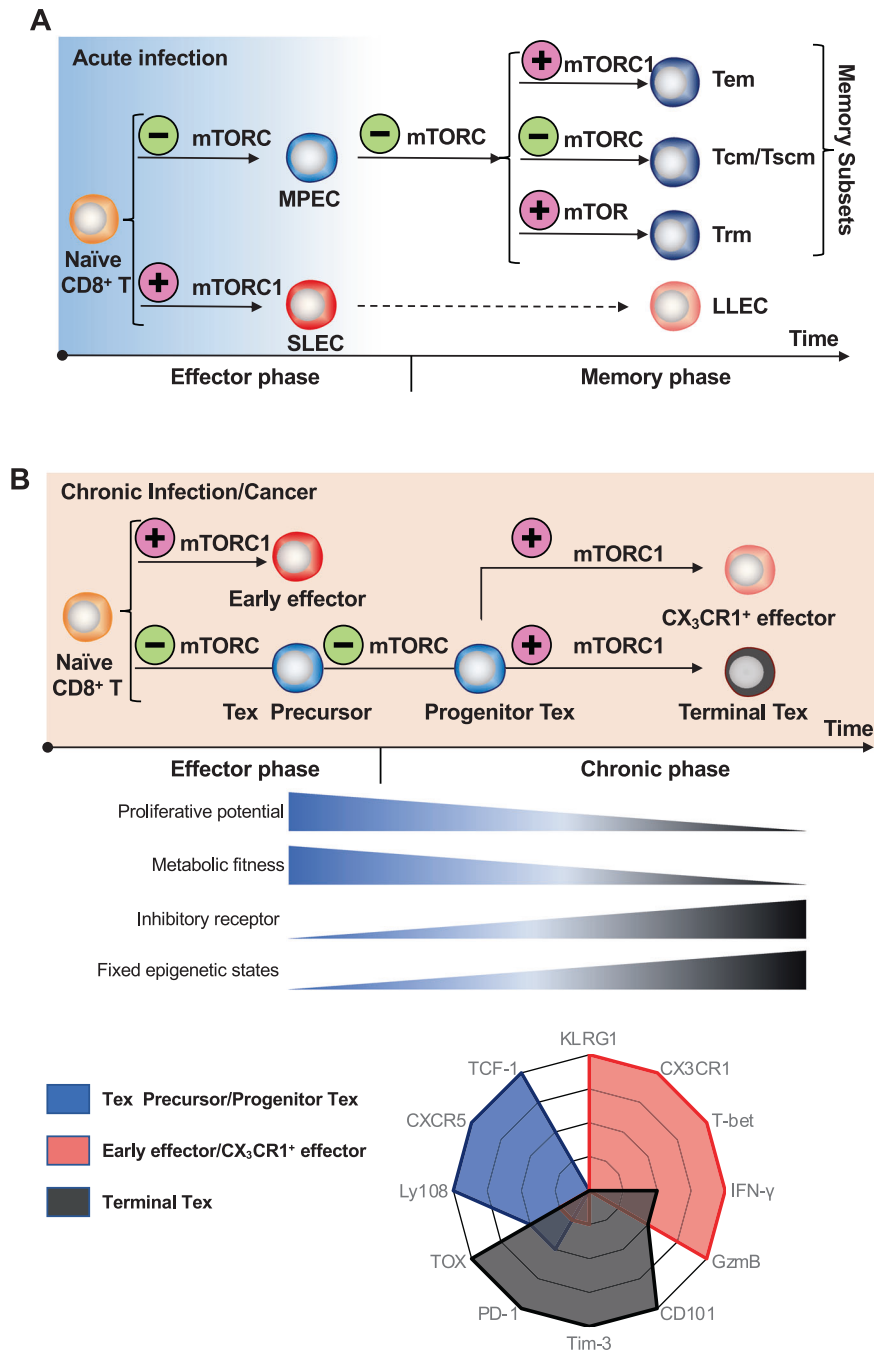 A
Acute infection
+
mTORC1
Tem
−
mTORC
MPEC
−
mTORC
−
mTORC
Tcm/Tscm
+
mTOR
Trm
Memory Subsets
Naïve
CD8⁺ T
+
mTORC1
SLEC
LLEC
Time
Effector phase
Memory phase
B
Chronic Infection/Cancer
+
mTORC1
Early effector
+
mTORC1
CX₃CR1⁺ effector
Naïve
CD8⁺ T
−
mTORC
Tex Precursor
−
mTORC
Progenitor Tex
+
mTORC1
Terminal Tex
Time
Effector phase
Chronic phase
Proliferative potential
Metabolic fitness
Inhibitory receptor
Fixed epigenetic states
Tex Precursor/Progenitor Tex
Early effector/CX₃CR1⁺ effector
Terminal Tex
KLRG1
CX3CR1
T-bet
IFN-γ
GzmB
CD101
Tim-3
PD-1
TOX
Ly108
CXCR5
TCF-1